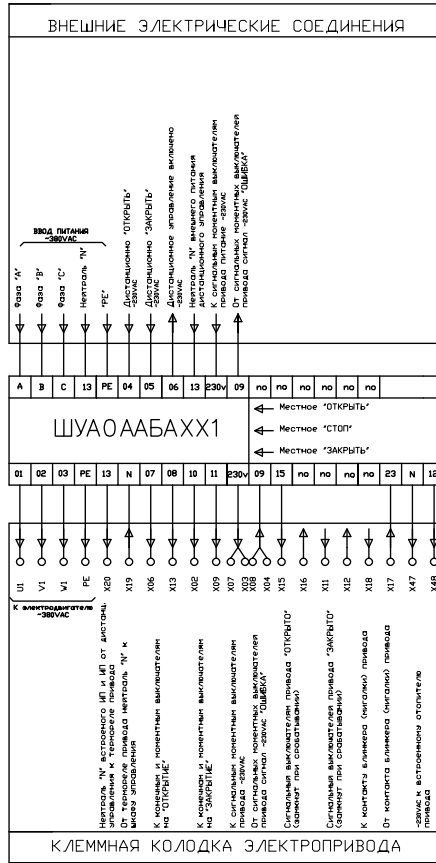 ВНЕШНИЕ ЭЛЕКТРИЧЕСКИЕ СОЕДИНЕНИЯ
ВВОД ПИТАНИЯ
~380VAC
Фаза "А"
Фаза "В"
Фаза "С"
Нейтраль "N"
"РЕ"
Дистанционно "ОТКРЫТЬ"
~230VAC
Дистанционно "ЗАКРЫТЬ"
~230VAC
Дистанционное управление включено
~230VAC
Нейтраль "N" внешнего питания
дистанционного управления
К сигнальным моментным выключателям
привода питание ~230VAC
От сигнальных моментных выключателей
привода сигнал ~230VAC "ОШИБКА"
A B C 13 PE 04 05 06 13 230v 09 no no no no no
ШУАОААБАХХ1
Местное "ОТКРЫТЬ"
Местное "СТОП"
Местное "ЗАКРЫТЬ"
01 02 03 PE 13 N 07 08 10 11 230v 09 15 no no no no 23 N 12
U1 V1 W1 PE X20 X19 X06 X13 X02 X09 X07 X03 X08 X04 X15 X16 X11 X12 X18 X17 X47 X48
К электродвигателю
~380VAC
Нейтраль "N" встроенного ИП и ИП от дистанц.
управления к термореле привода
От термореле привода нейтраль "N" к
шкафу управления
К конечным и моментным выключателям
на "ОТКРЫТИЕ"
К конечным и моментным выключателям
на "ЗАКРЫТИЕ"
К сигнальным моментным выключателям
привода ~230VAC
От сигнальных моментных выключателей
привода сигнал ~230VAC "ОШИБКА"
Сигнальный выключателям привода "ОТКРЫТО"
(замкнут при срабатывании)
Сигнальный выключателей привода "ЗАКРЫТО"
(замкнут при срабатывании)
К контакту блинкера (мигалки) привода
От контакта блинкера (мигалки) привода
~230VAC к встроенному отопителю
привода
КЛЕММНАЯ КОЛОДКА ЭЛЕКТРОПРИВОДА